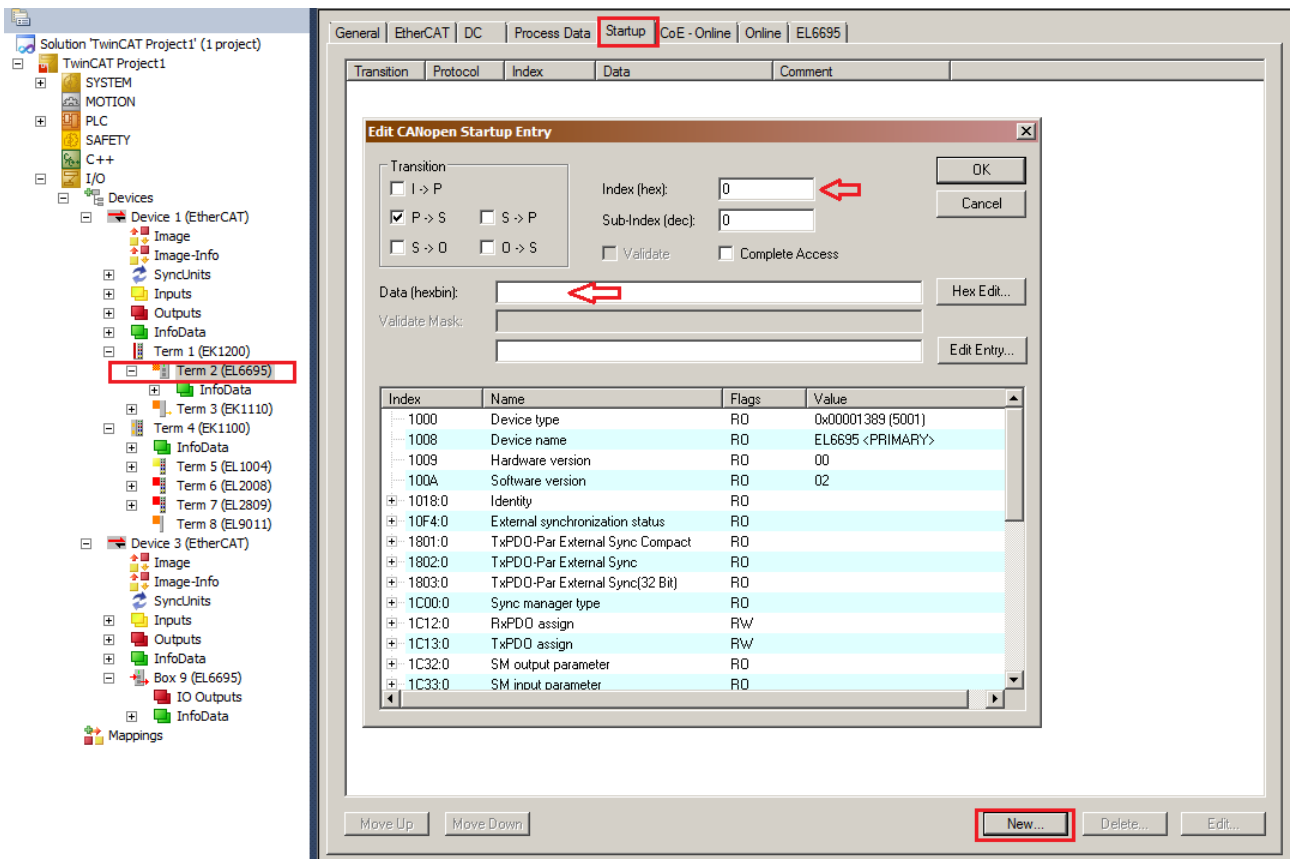 Solution 'TwinCAT Project1' (1 project)
TwinCAT Project1
SYSTEM
MOTION
PLC
SAFETY
C++
I/O
Devices
Device 1 (EtherCAT)
Image
Image-Info
SyncUnits
Inputs
Outputs
InfoData
Term 1 (EK1200)
Term 2 (EL6695)
InfoData
Term 3 (EK1110)
Term 4 (EK1100)
InfoData
Term 5 (EL1004)
Term 6 (EL2008)
Term 7 (EL2809)
Term 8 (EL9011)
Device 3 (EtherCAT)
Image
Image-Info
SyncUnits
Inputs
Outputs
InfoData
Box 9 (EL6695)
IO Outputs
InfoData
Mappings
General EtherCAT DC Process Data Startup CoE - Online Online EL6695
Transition Protocol Index Data Comment
Edit CANopen Startup Entry
Transition
I -> P
P -> S S -> P
S -> O O -> S
Index (hex): 0
Sub-Index (dec): 0
Validate Complete Access
OK
Cancel
Data (hexbin): Hex Edit...
Validate Mask:
Edit Entry...
Index Name Flags Value
1000 Device type RO 0x00001389 (5001)
1008 Device name RO EL6695 <PRIMARY>
1009 Hardware version RO 00
100A Software version RO 02
1018:0 Identity RO
10F4:0 External synchronization status RO
1801:0 TxPDO-Par External Sync Compact RO
1802:0 TxPDO-Par External Sync RO
1803:0 TxPDO-Par External Sync(32 Bit) RO
1C00:0 Sync manager type RO
1C12:0 RxPDO assign RW
1C13:0 TxPDO assign RW
1C32:0 SM output parameter RO
1C33:0 SM input parameter RO
Move Up Move Down New... Delete... Edit...